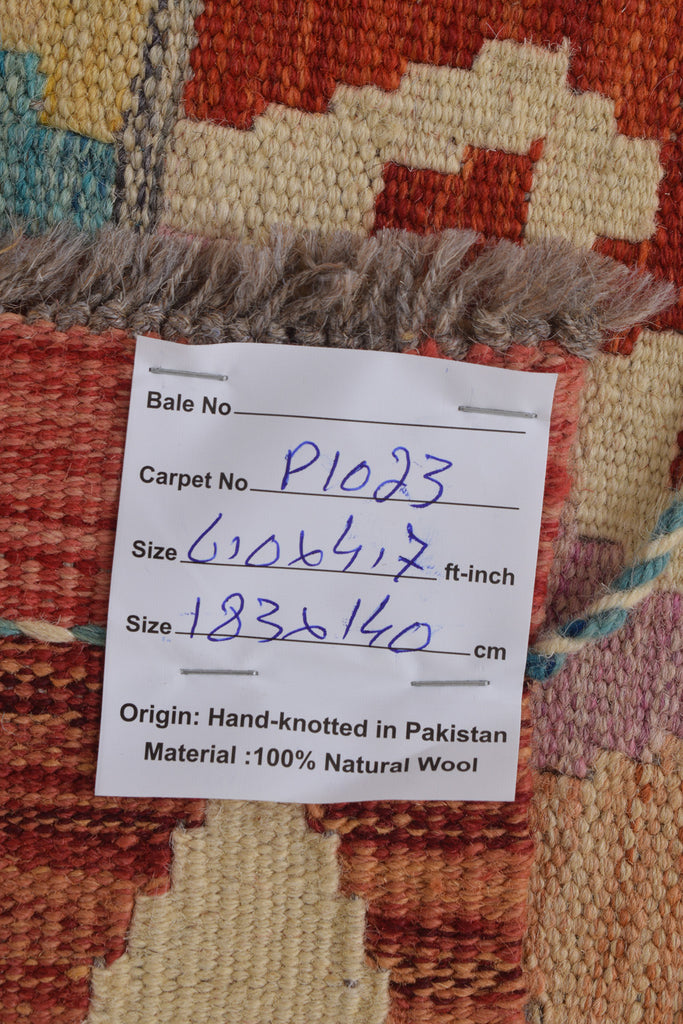 Bale No
Carpet No P1023
Size 6,0x4,7 ft-inch
Size 183x140 cm
Origin: Hand-knotted in Pakistan
Material :100% Natural Wool